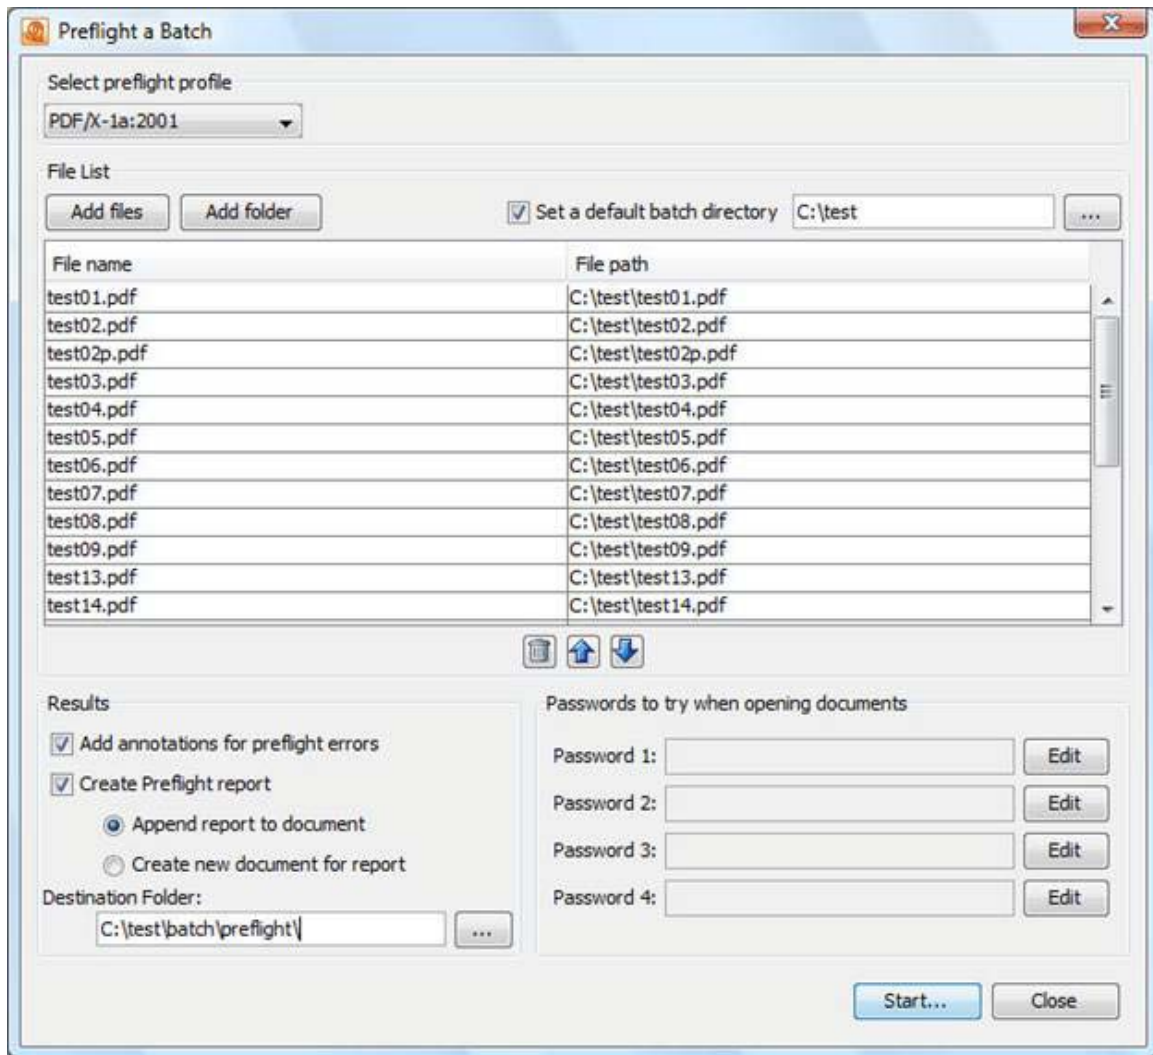 Preflight a Batch
Select preflight profile
PDF/X-1a:2001
File List
Add files Add folder Set a default batch directory C:\test ...
File name File path
test01.pdf C:\test\test01.pdf
test02.pdf C:\test\test02.pdf
test02p.pdf C:\test\test02p.pdf
test03.pdf C:\test\test03.pdf
test04.pdf C:\test\test04.pdf
test05.pdf C:\test\test05.pdf
test06.pdf C:\test\test06.pdf
test07.pdf C:\test\test07.pdf
test08.pdf C:\test\test08.pdf
test09.pdf C:\test\test09.pdf
test13.pdf C:\test\test13.pdf
test14.pdf C:\test\test14.pdf
Results
Add annotations for preflight errors
Create Preflight report
Append report to document
Create new document for report
Destination Folder:
C:\test\batch\preflight\ ...
Passwords to try when opening documents
Password 1: Edit
Password 2: Edit
Password 3: Edit
Password 4: Edit
Start... Close